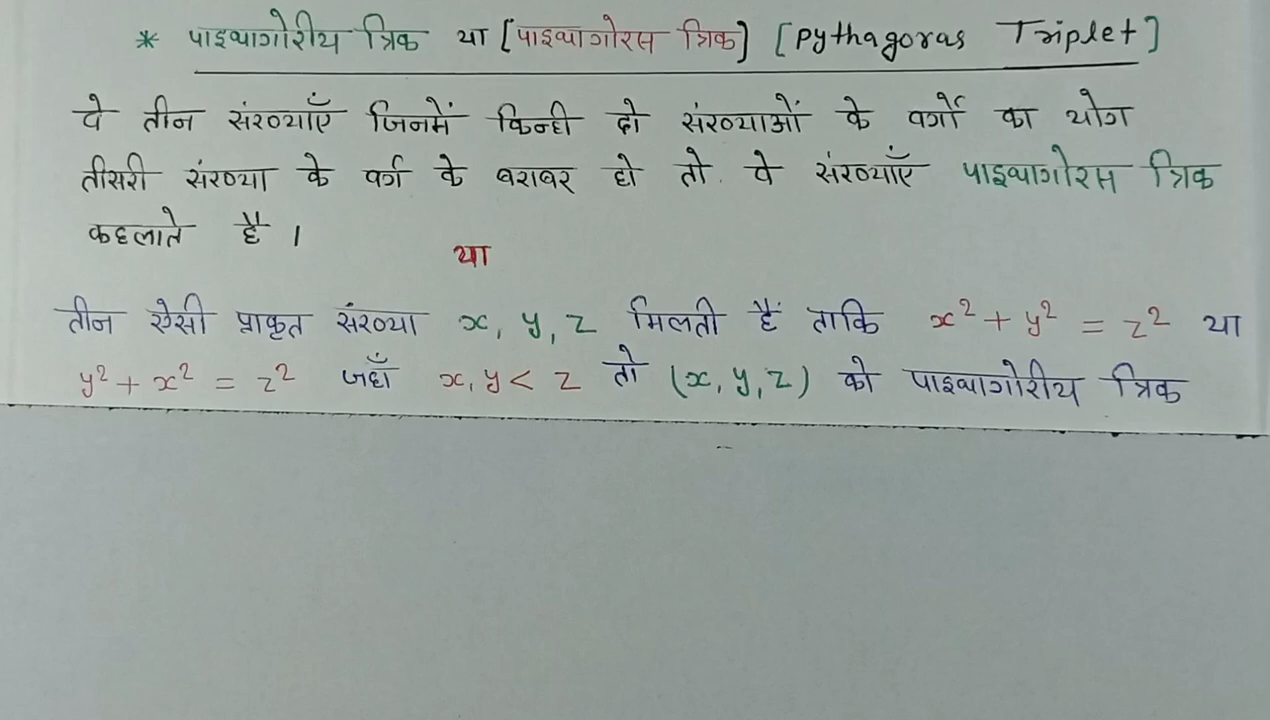 * पाइथागोरीय त्रिक या [पाइथागोरस त्रिक] [Pythagoras Triplet]
वे तीन संख्याएँ जिनमें किन्ही दो संख्याओं के वर्गों का योग
तीसरी संख्या के वर्ग के बराबर हो तो वे संख्याएँ पाइथागोरस त्रिक
कहलाते है ।
या
तीन ऐसी प्राकृत संख्या x, y, z मिलती हैं ताकि x² + y² = z² या
y² + x² = z² जहाँ x, y < z तो (x, y, z) को पाइथागोरीय त्रिक